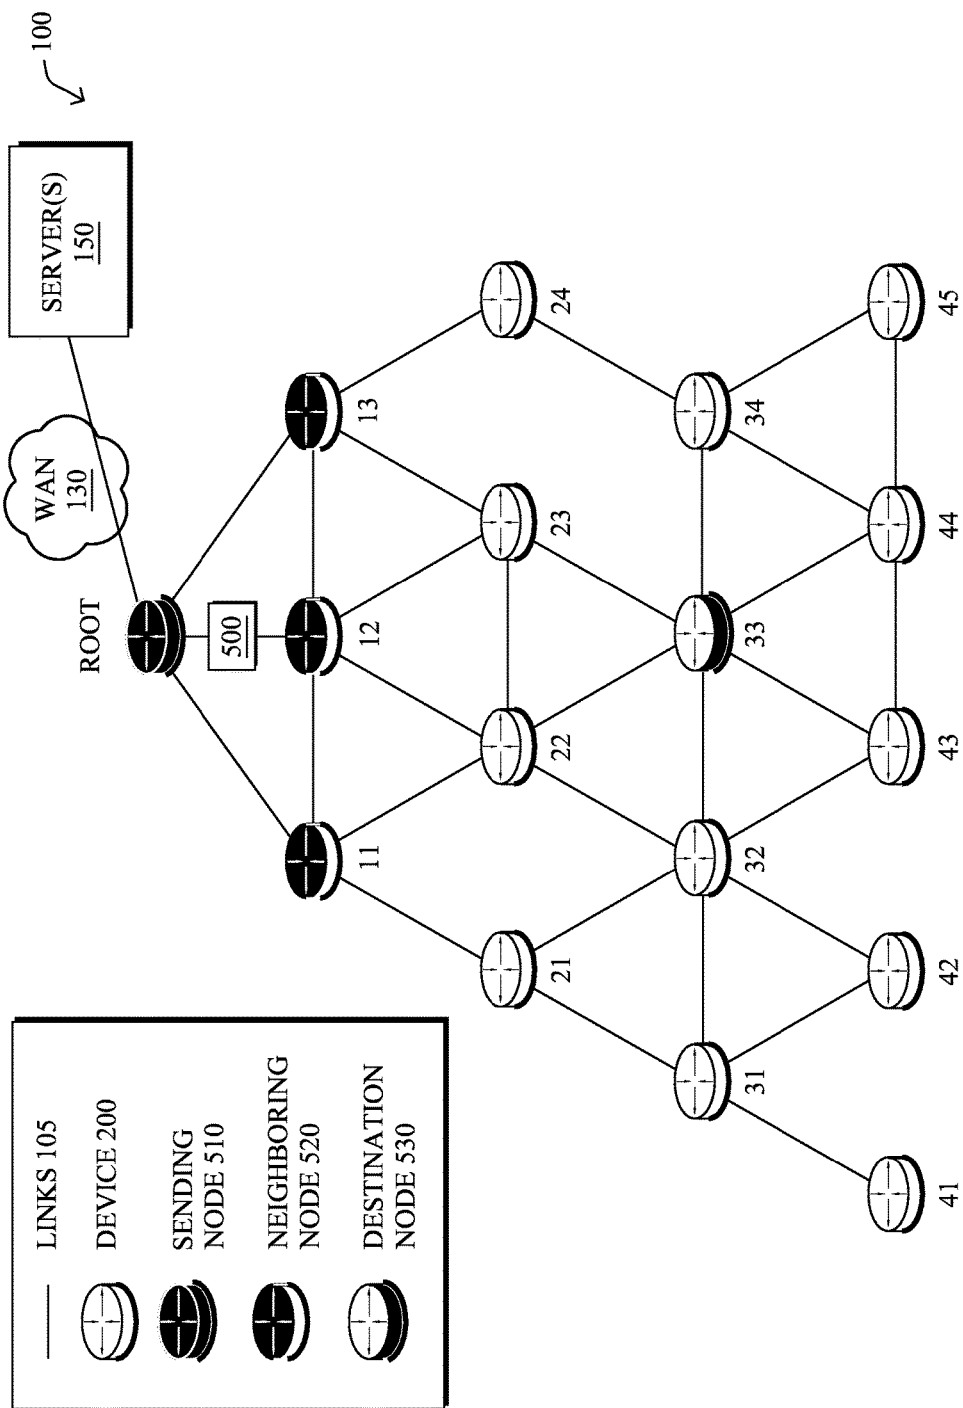 100
SERVER(S)
150
WAN
130
ROOT
500
11
12
13
21
22
23
24
31
32
33
34
41
42
43
44
45
LINKS 105
DEVICE 200
SENDING
NODE 510
NEIGHBORING
NODE 520
DESTINATION
NODE 530